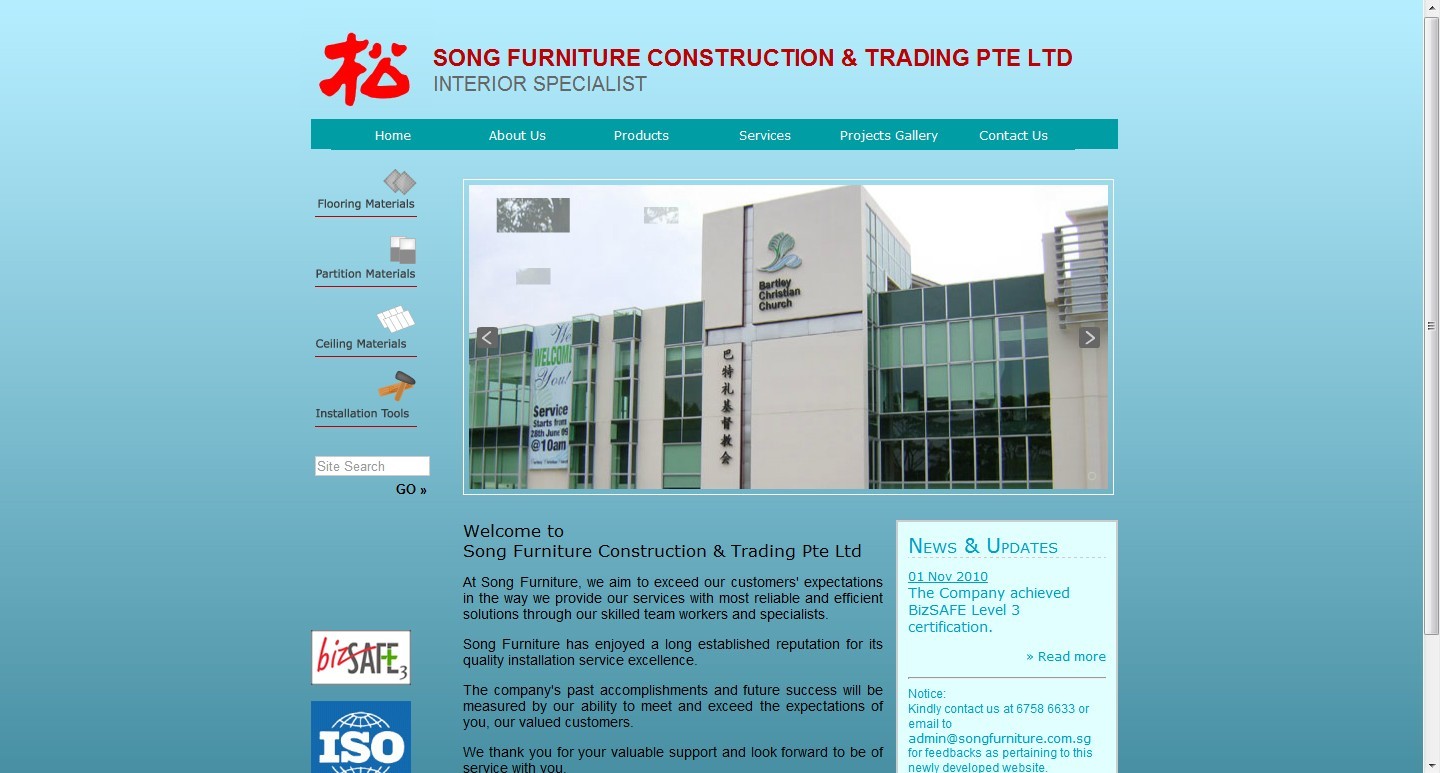 松
SONG FURNITURE CONSTRUCTION & TRADING PTE LTD
INTERIOR SPECIALIST
Home About Us Products Services Projects Gallery Contact Us
Flooring Materials
Partition Materials
Ceiling Materials
Installation Tools
Site Search
GO »
bizSAFE3
ISO
Bartley
Christian
Church
巴
特
礼
基
督
教
会
We
WELCOME
You!
Service
Starts from
28th June 09
@10am
Welcome to
Song Furniture Construction & Trading Pte Ltd
At Song Furniture, we aim to exceed our customers' expectations
in the way we provide our services with most reliable and efficient
solutions through our skilled team workers and specialists.
Song Furniture has enjoyed a long established reputation for its
quality installation service excellence.
The company's past accomplishments and future success will be
measured by our ability to meet and exceed the expectations of
you, our valued customers.
We thank you for your valuable support and look forward to be of
service with you.
NEWS & UPDATES
01 Nov 2010
The Company achieved
BizSAFE Level 3
certification.
» Read more
Notice:
Kindly contact us at 6758 6633 or
email to
admin@songfurniture.com.sg
for feedbacks as pertaining to this
newly developed website.